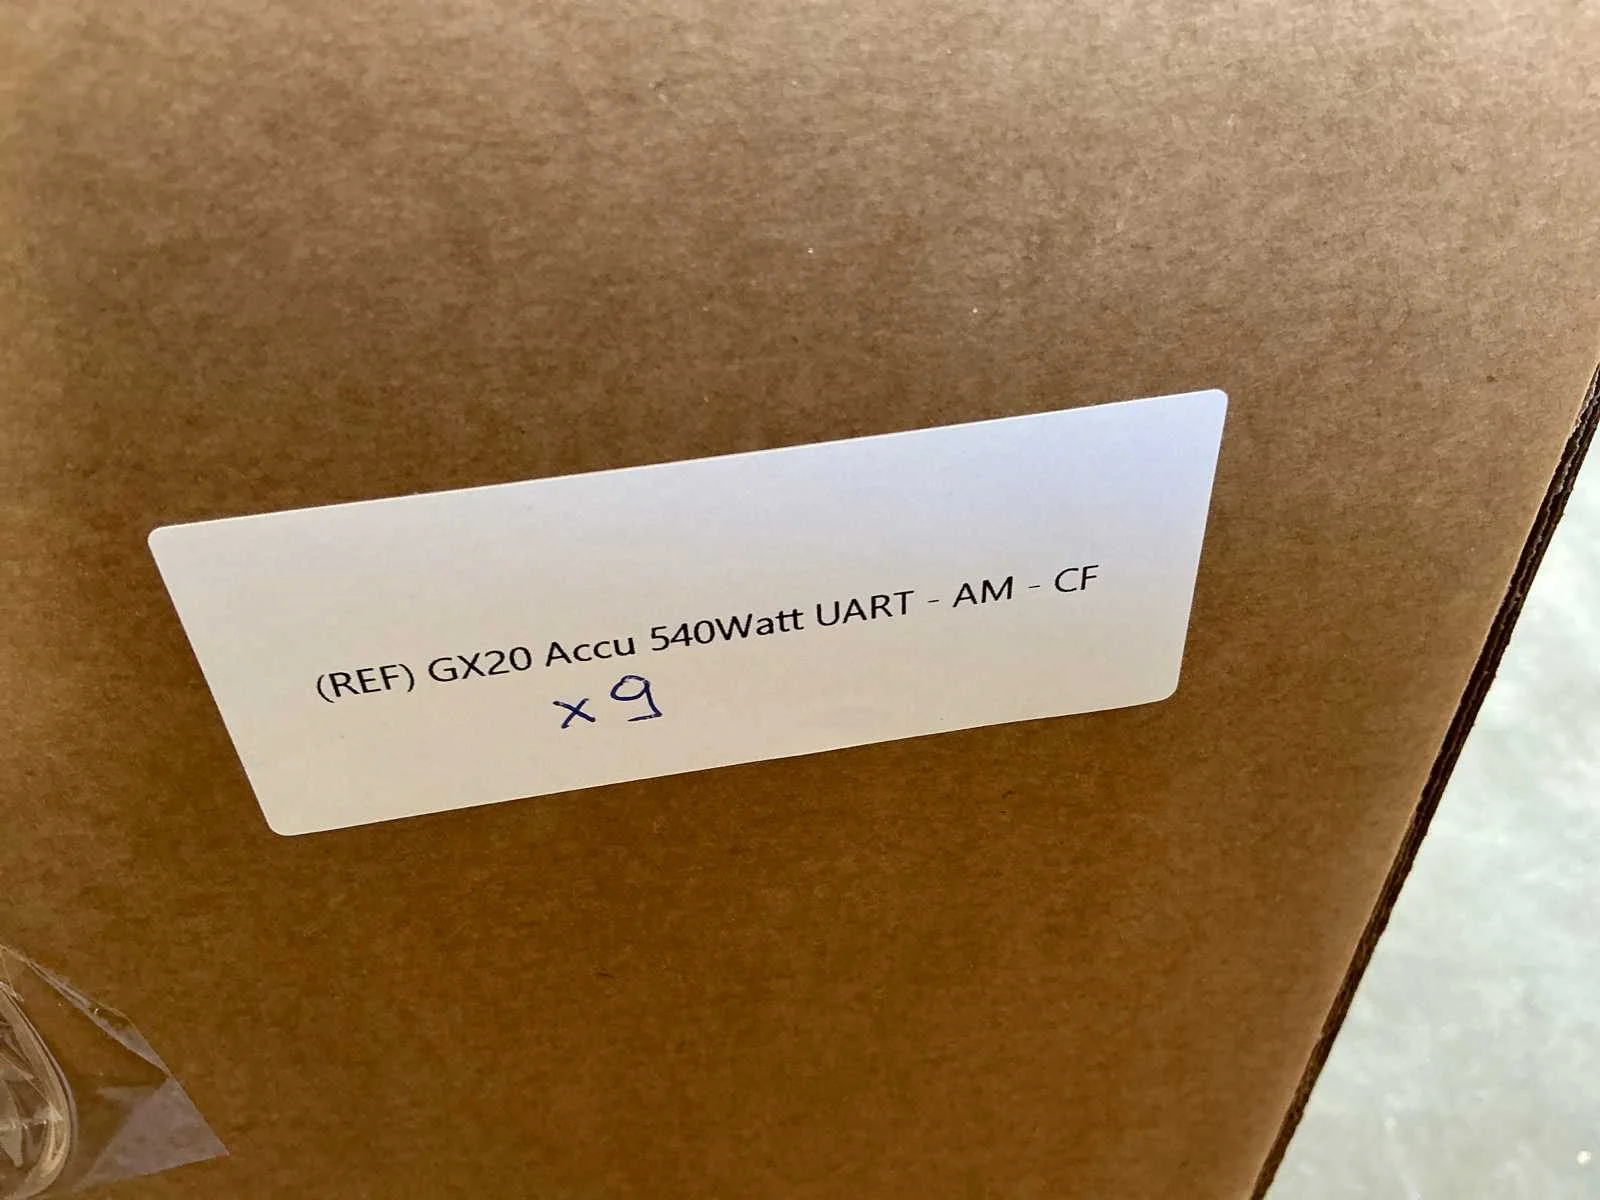 (REF) GX20 Accu 540Watt UART - AM - CF
x9